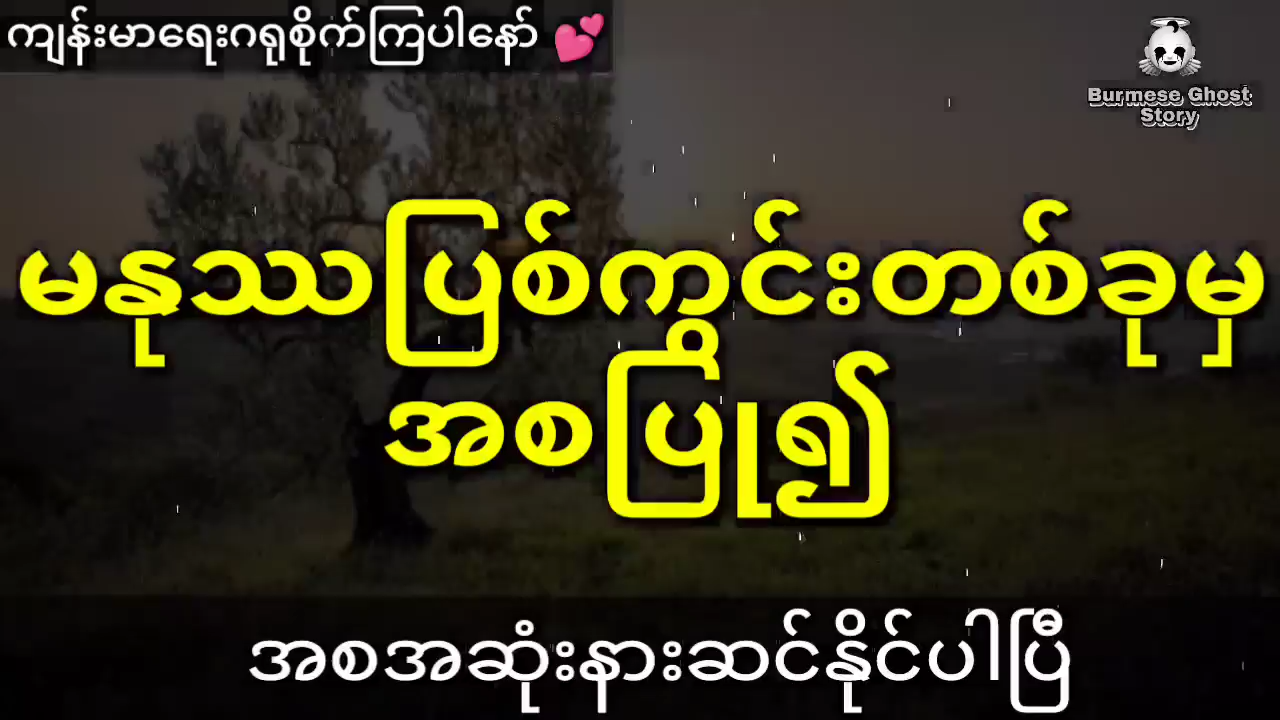 ကျန်းမာရေးဂရုစိုက်ကြပါနော် 💕
Burmese Ghost
Story
မနုဿပြစ်ကွင်းတစ်ခုမှ
အစပြု၍
အစအဆုံးနားဆင်နိုင်ပါပြီ